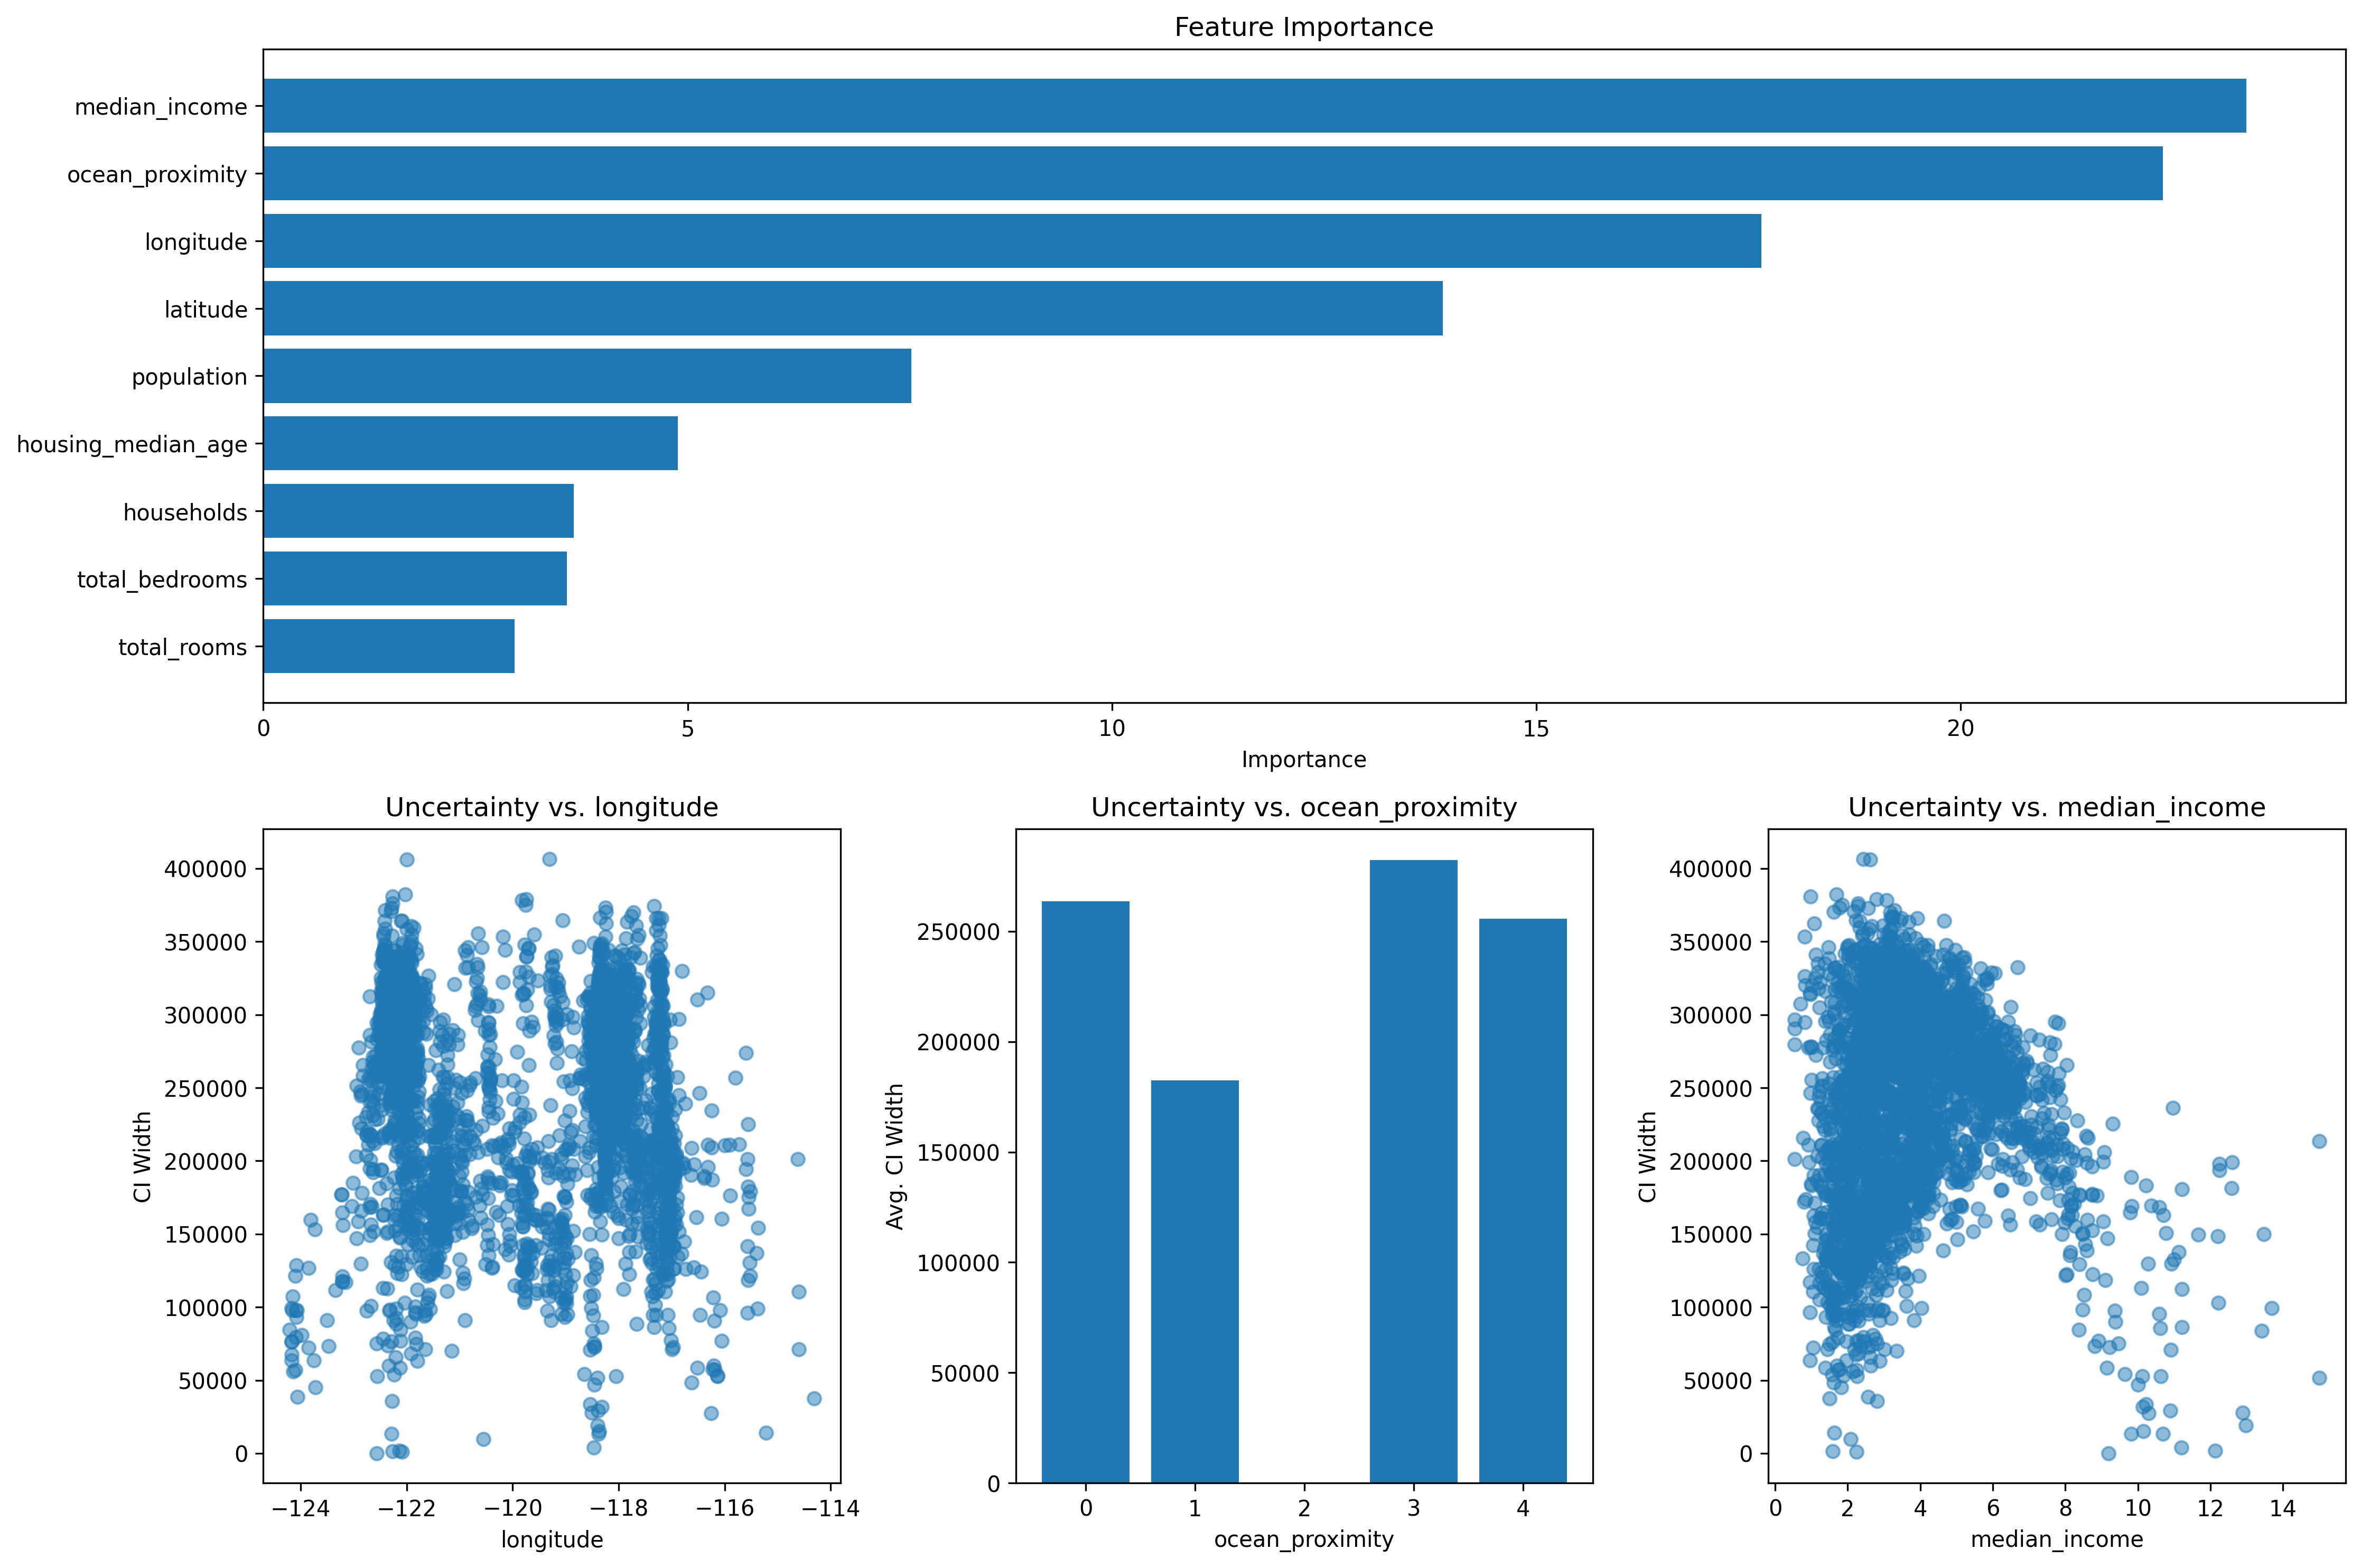 Feature Importance
median_income
ocean_proximity
longitude
latitude
population
housing_median_age
households
total_bedrooms
total_rooms
0 5 10 15 20
Importance
Uncertainty vs. longitude
CI Width
400000
350000
300000
250000
200000
150000
100000
50000
0
−124 −122 −120 −118 −116 −114
longitude
Uncertainty vs. ocean_proximity
Avg. CI Width
250000
200000
150000
100000
50000
0
0 1 2 3 4
ocean_proximity
Uncertainty vs. median_income
CI Width
400000
350000
300000
250000
200000
150000
100000
50000
0
0 2 4 6 8 10 12 14
median_income